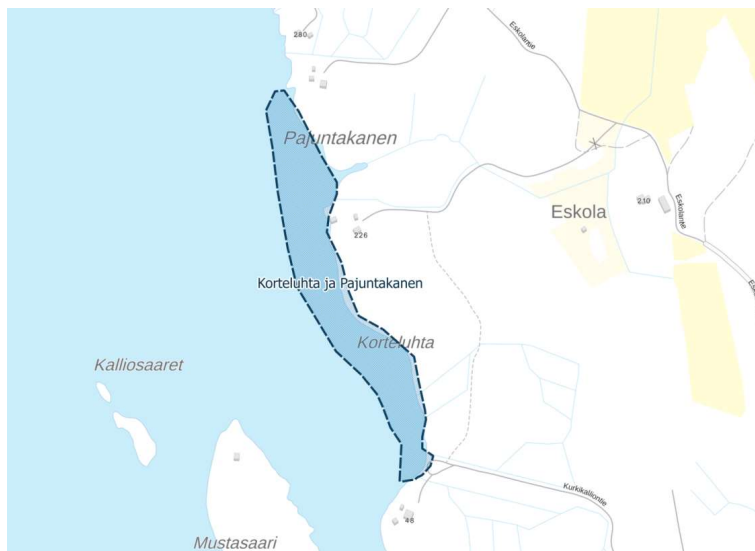 280
Eskolantie
Pajuntakanen
210
Eskolantie
Eskola
226
Korteluhta ja Pajuntakanen
Korteluhta
Kalliosaaret
Kurkikalliontie
48
Mustasaari